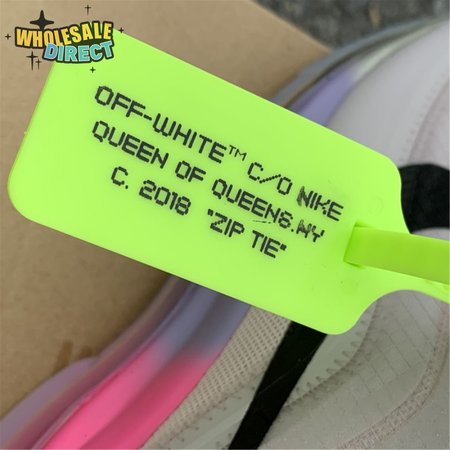 WHOLESALE
DIRECT
OFF-WHITE™ C/O NIKE
QUEEN OF QUEENS.NY
C. 2018 "ZIP TIE"